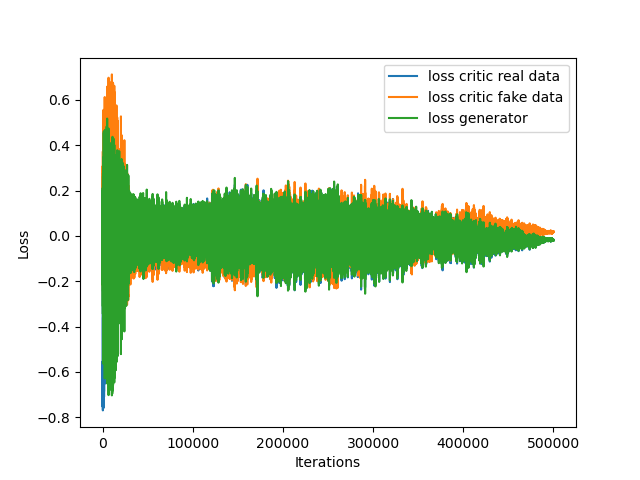 loss critic real data
loss critic fake data
loss generator
0.6
0.4
0.2
0.0
−0.2
−0.4
−0.6
−0.8
Loss
0
100000
200000
300000
400000
500000
Iterations